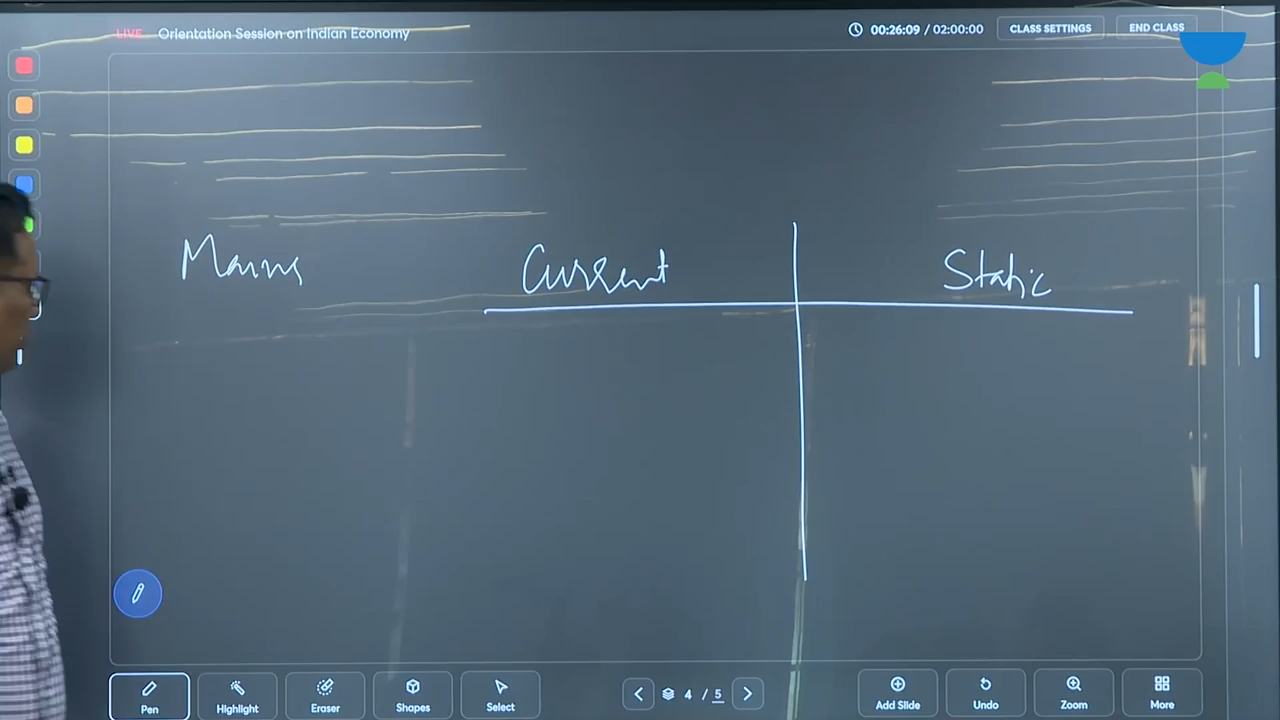 LIVE Orientation Session on Indian Economy 00:26:09 / 02:00:00 CLASS SETTINGS END CLASS
Mains Current Static
Pen Highlight Eraser Shapes Select 4 / 5 Add Slide Undo Zoom More